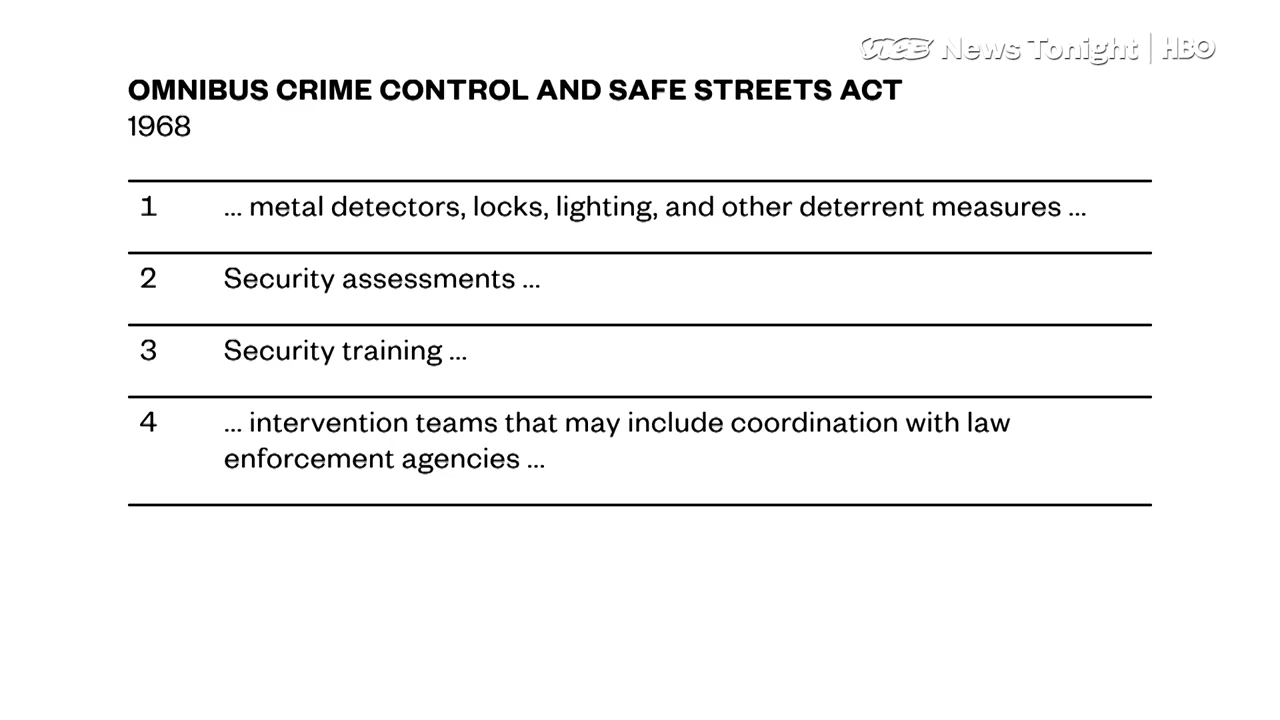 VICE News Tonight | HBO
OMNIBUS CRIME CONTROL AND SAFE STREETS ACT
1968
1 ... metal detectors, locks, lighting, and other deterrent measures ...
2 Security assessments ...
3 Security training ...
4 ... intervention teams that may include coordination with law
enforcement agencies ...